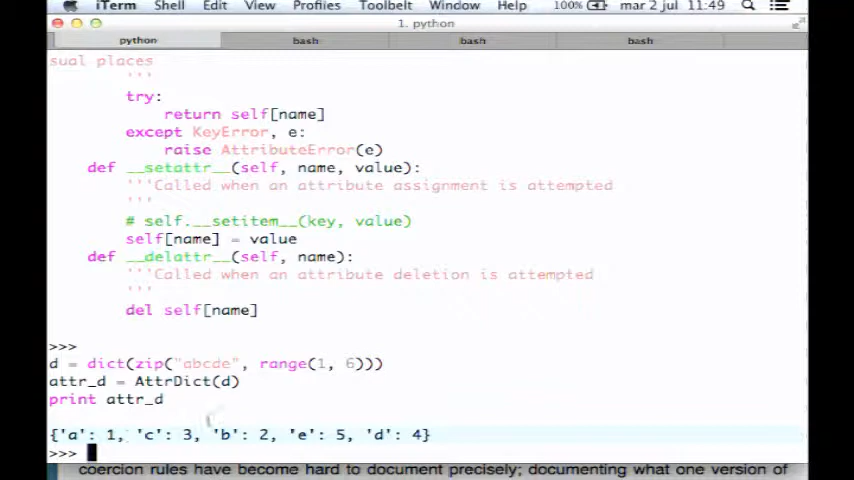 iTerm Shell Edit View Profiles Toolbelt Window Help 100% mar 2 jul 11:49
1. python
python bash bash bash
sual places
'''
try:
return self[name]
except KeyError, e:
raise AttributeError(e)
def __setattr__(self, name, value):
'''Called when an attribute assignment is attempted
'''
# self.__setitem__(key, value)
self[name] = value
def __delattr__(self, name):
'''Called when an attribute deletion is attempted
'''
del self[name]
>>>
d = dict(zip("abcde", range(1, 6)))
attr_d = AttrDict(d)
print attr_d
{'a': 1, 'c': 3, 'b': 2, 'e': 5, 'd': 4}
>>>
coercion rules have become hard to document precisely; documenting what one version of